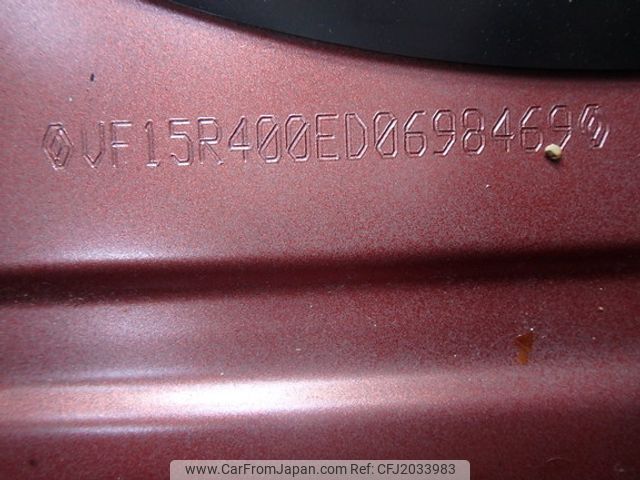 VF15R400ED0698469
www.CarFromJapan.com | Ref: CFJ2033983